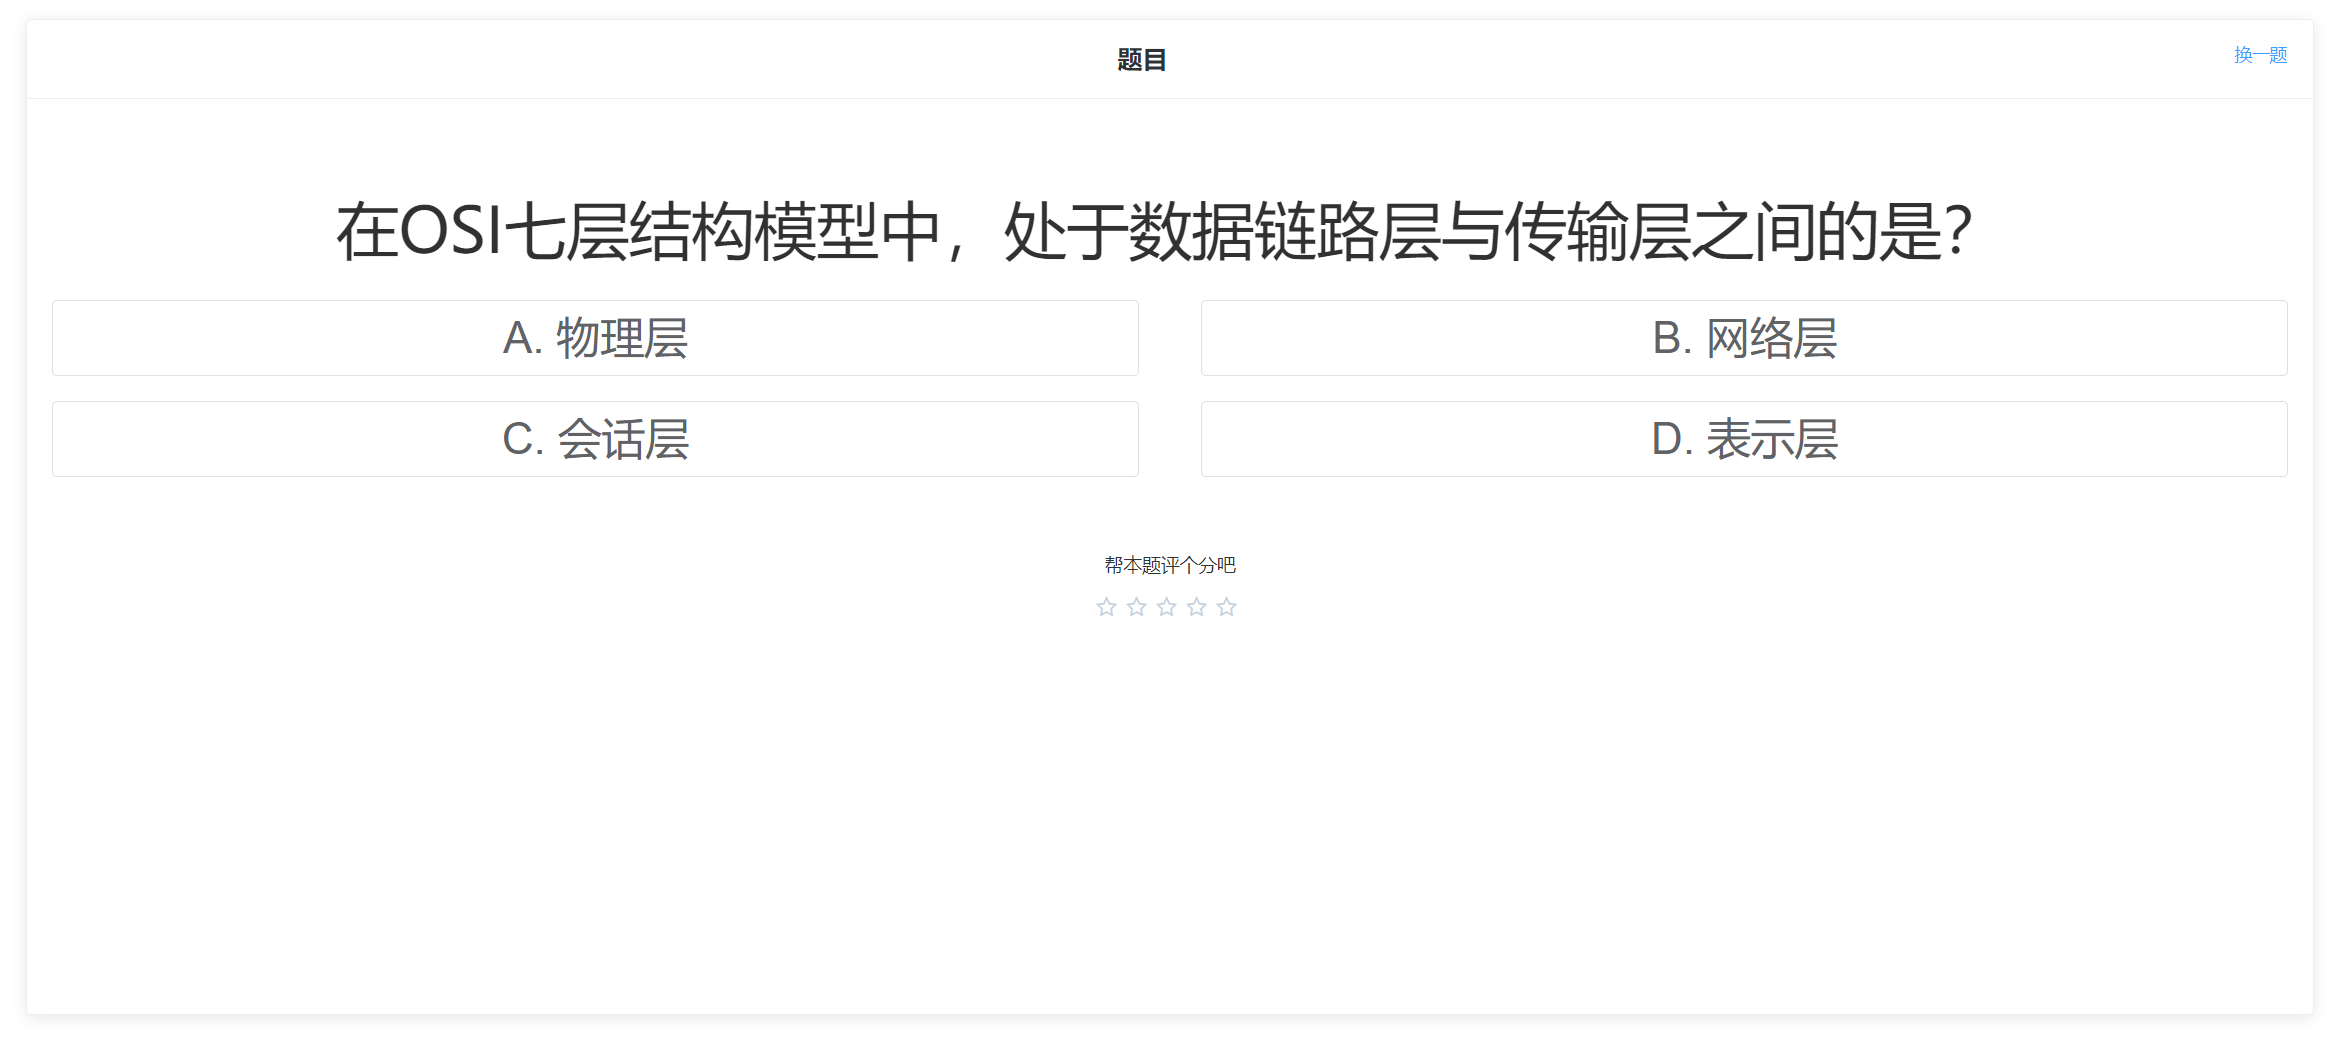 题目
换一题
在OSI七层结构模型中，处于数据链路层与传输层之间的是？
A. 物理层
B. 网络层
C. 会话层
D. 表示层
帮本题评个分吧